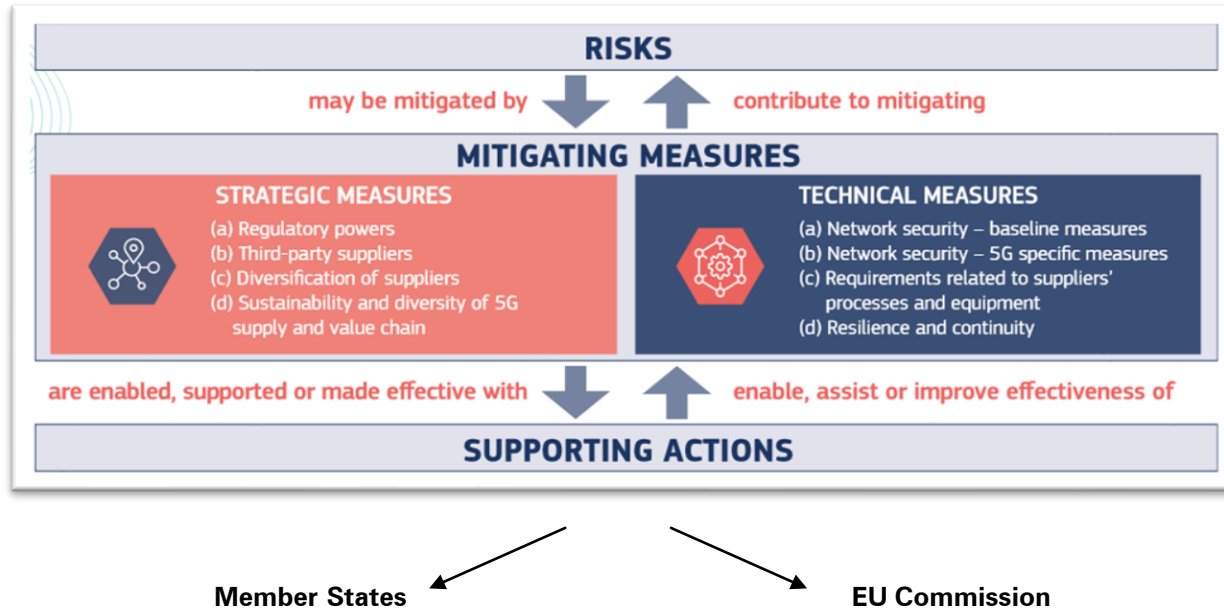 RISKS
may be mitigated by
contribute to mitigating
MITIGATING MEASURES
STRATEGIC MEASURES
(a) Regulatory powers
(b) Third-party suppliers
(c) Diversification of suppliers
(d) Sustainability and diversity of 5G
supply and value chain
TECHNICAL MEASURES
(a) Network security – baseline measures
(b) Network security – 5G specific measures
(c) Requirements related to suppliers'
processes and equipment
(d) Resilience and continuity
are enabled, supported or made effective with
enable, assist or improve effectiveness of
SUPPORTING ACTIONS
Member States
EU Commission